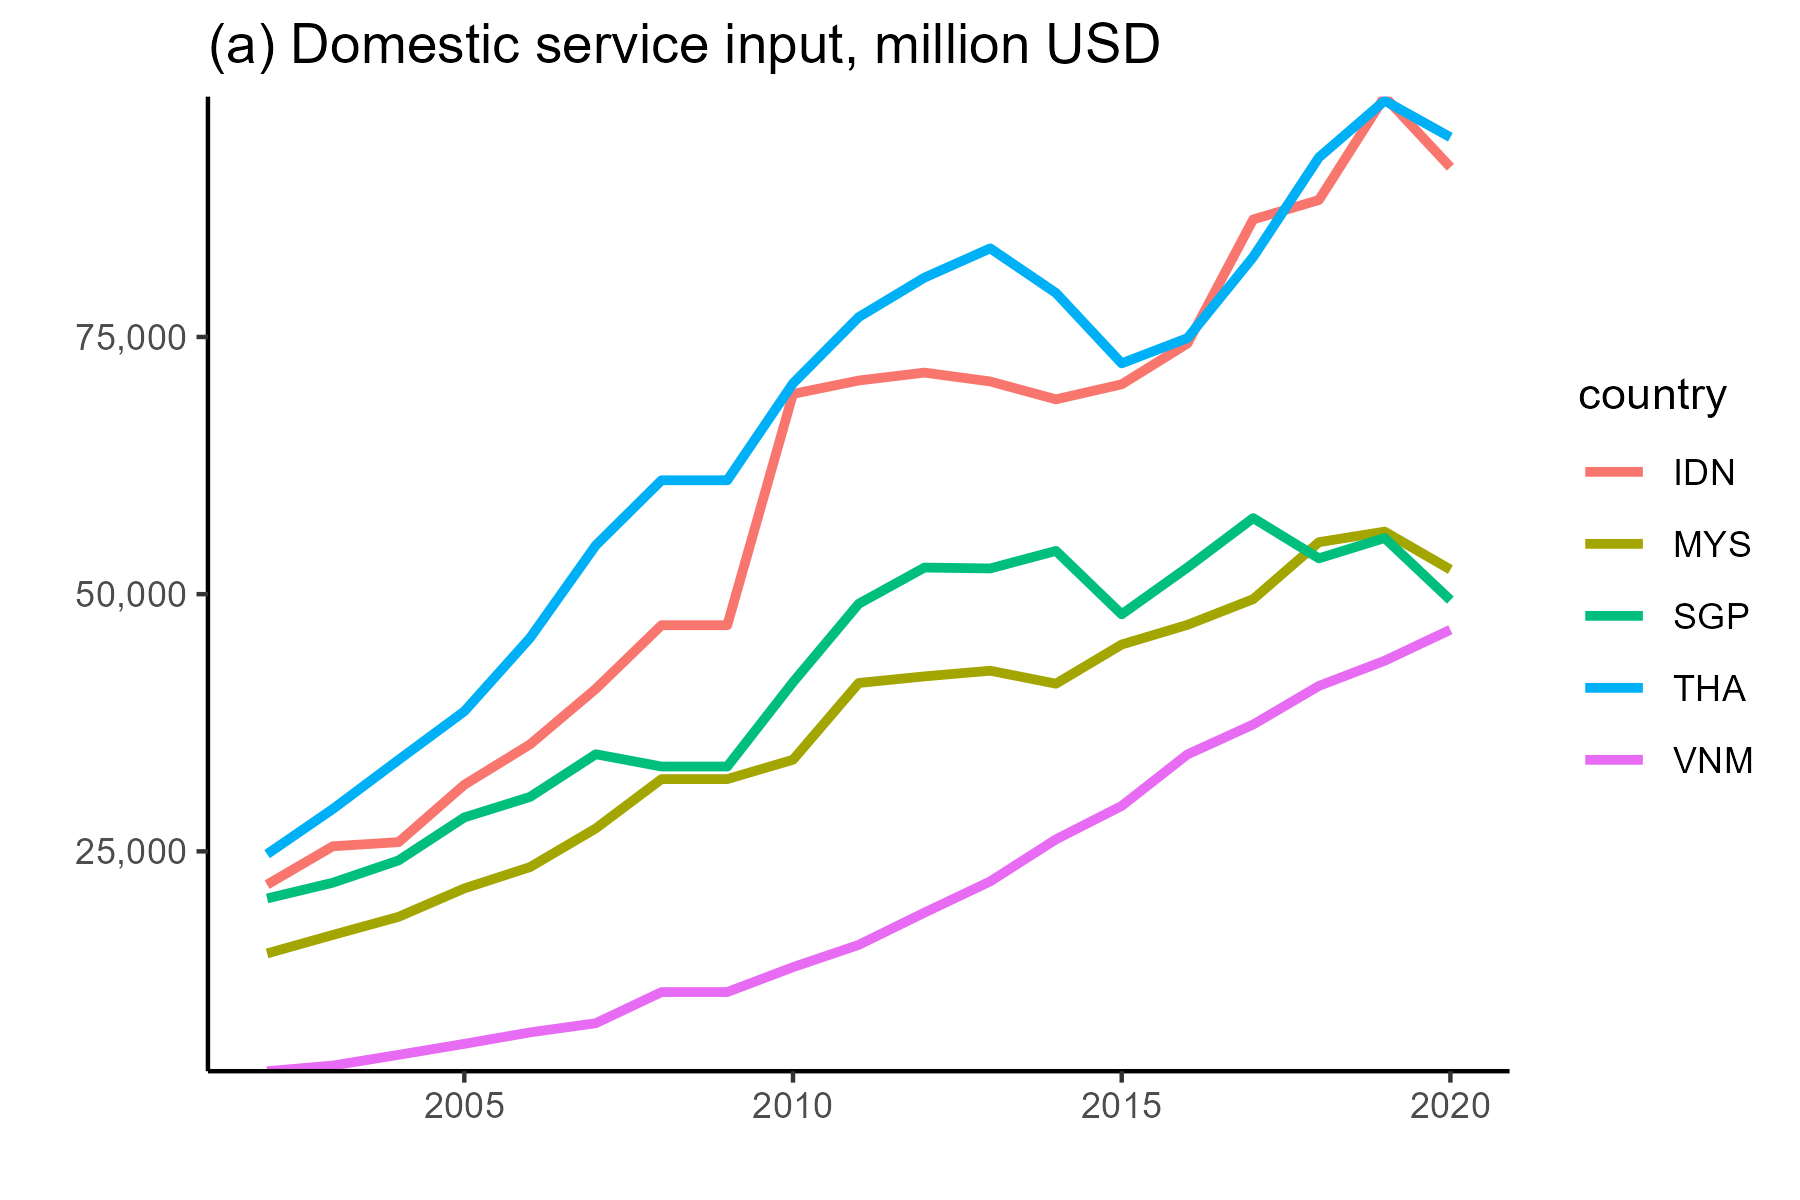 (a) Domestic service input, million USD
75,000
50,000
25,000
2005 2010 2015 2020
country
IDN
MYS
SGP
THA
VNM